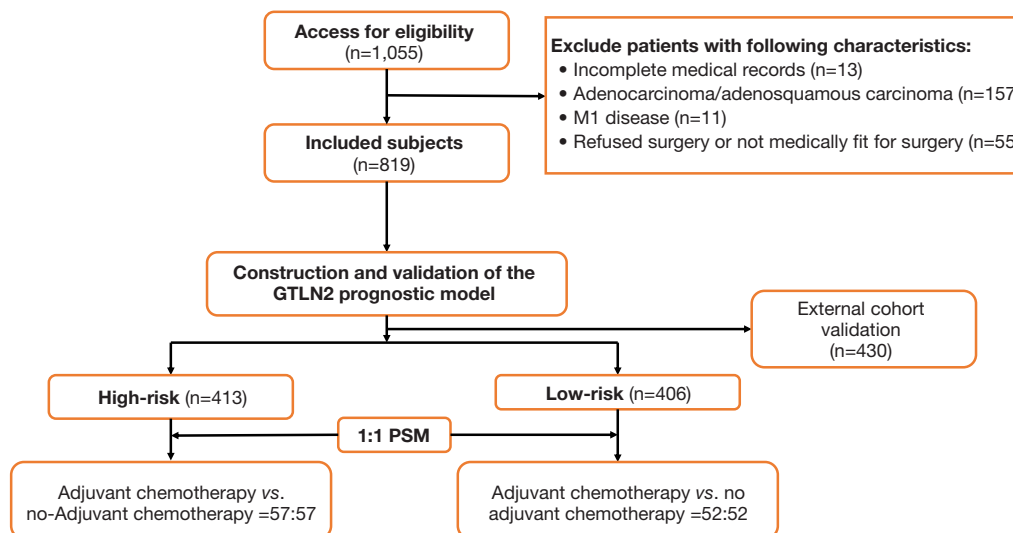 Access for eligibility
(n=1,055)
Exclude patients with following characteristics:
• Incomplete medical records (n=13)
• Adenocarcinoma/adenosquamous carcinoma (n=157
• M1 disease (n=11)
• Refused surgery or not medically fit for surgery (n=55
Included subjects
(n=819)
Construction and validation of the
GTLN2 prognostic model
External cohort
validation
(n=430)
High-risk (n=413)
Low-risk (n=406)
1:1 PSM
Adjuvant chemotherapy vs.
no-Adjuvant chemotherapy =57:57
Adjuvant chemotherapy vs. no
adjuvant chemotherapy =52:52